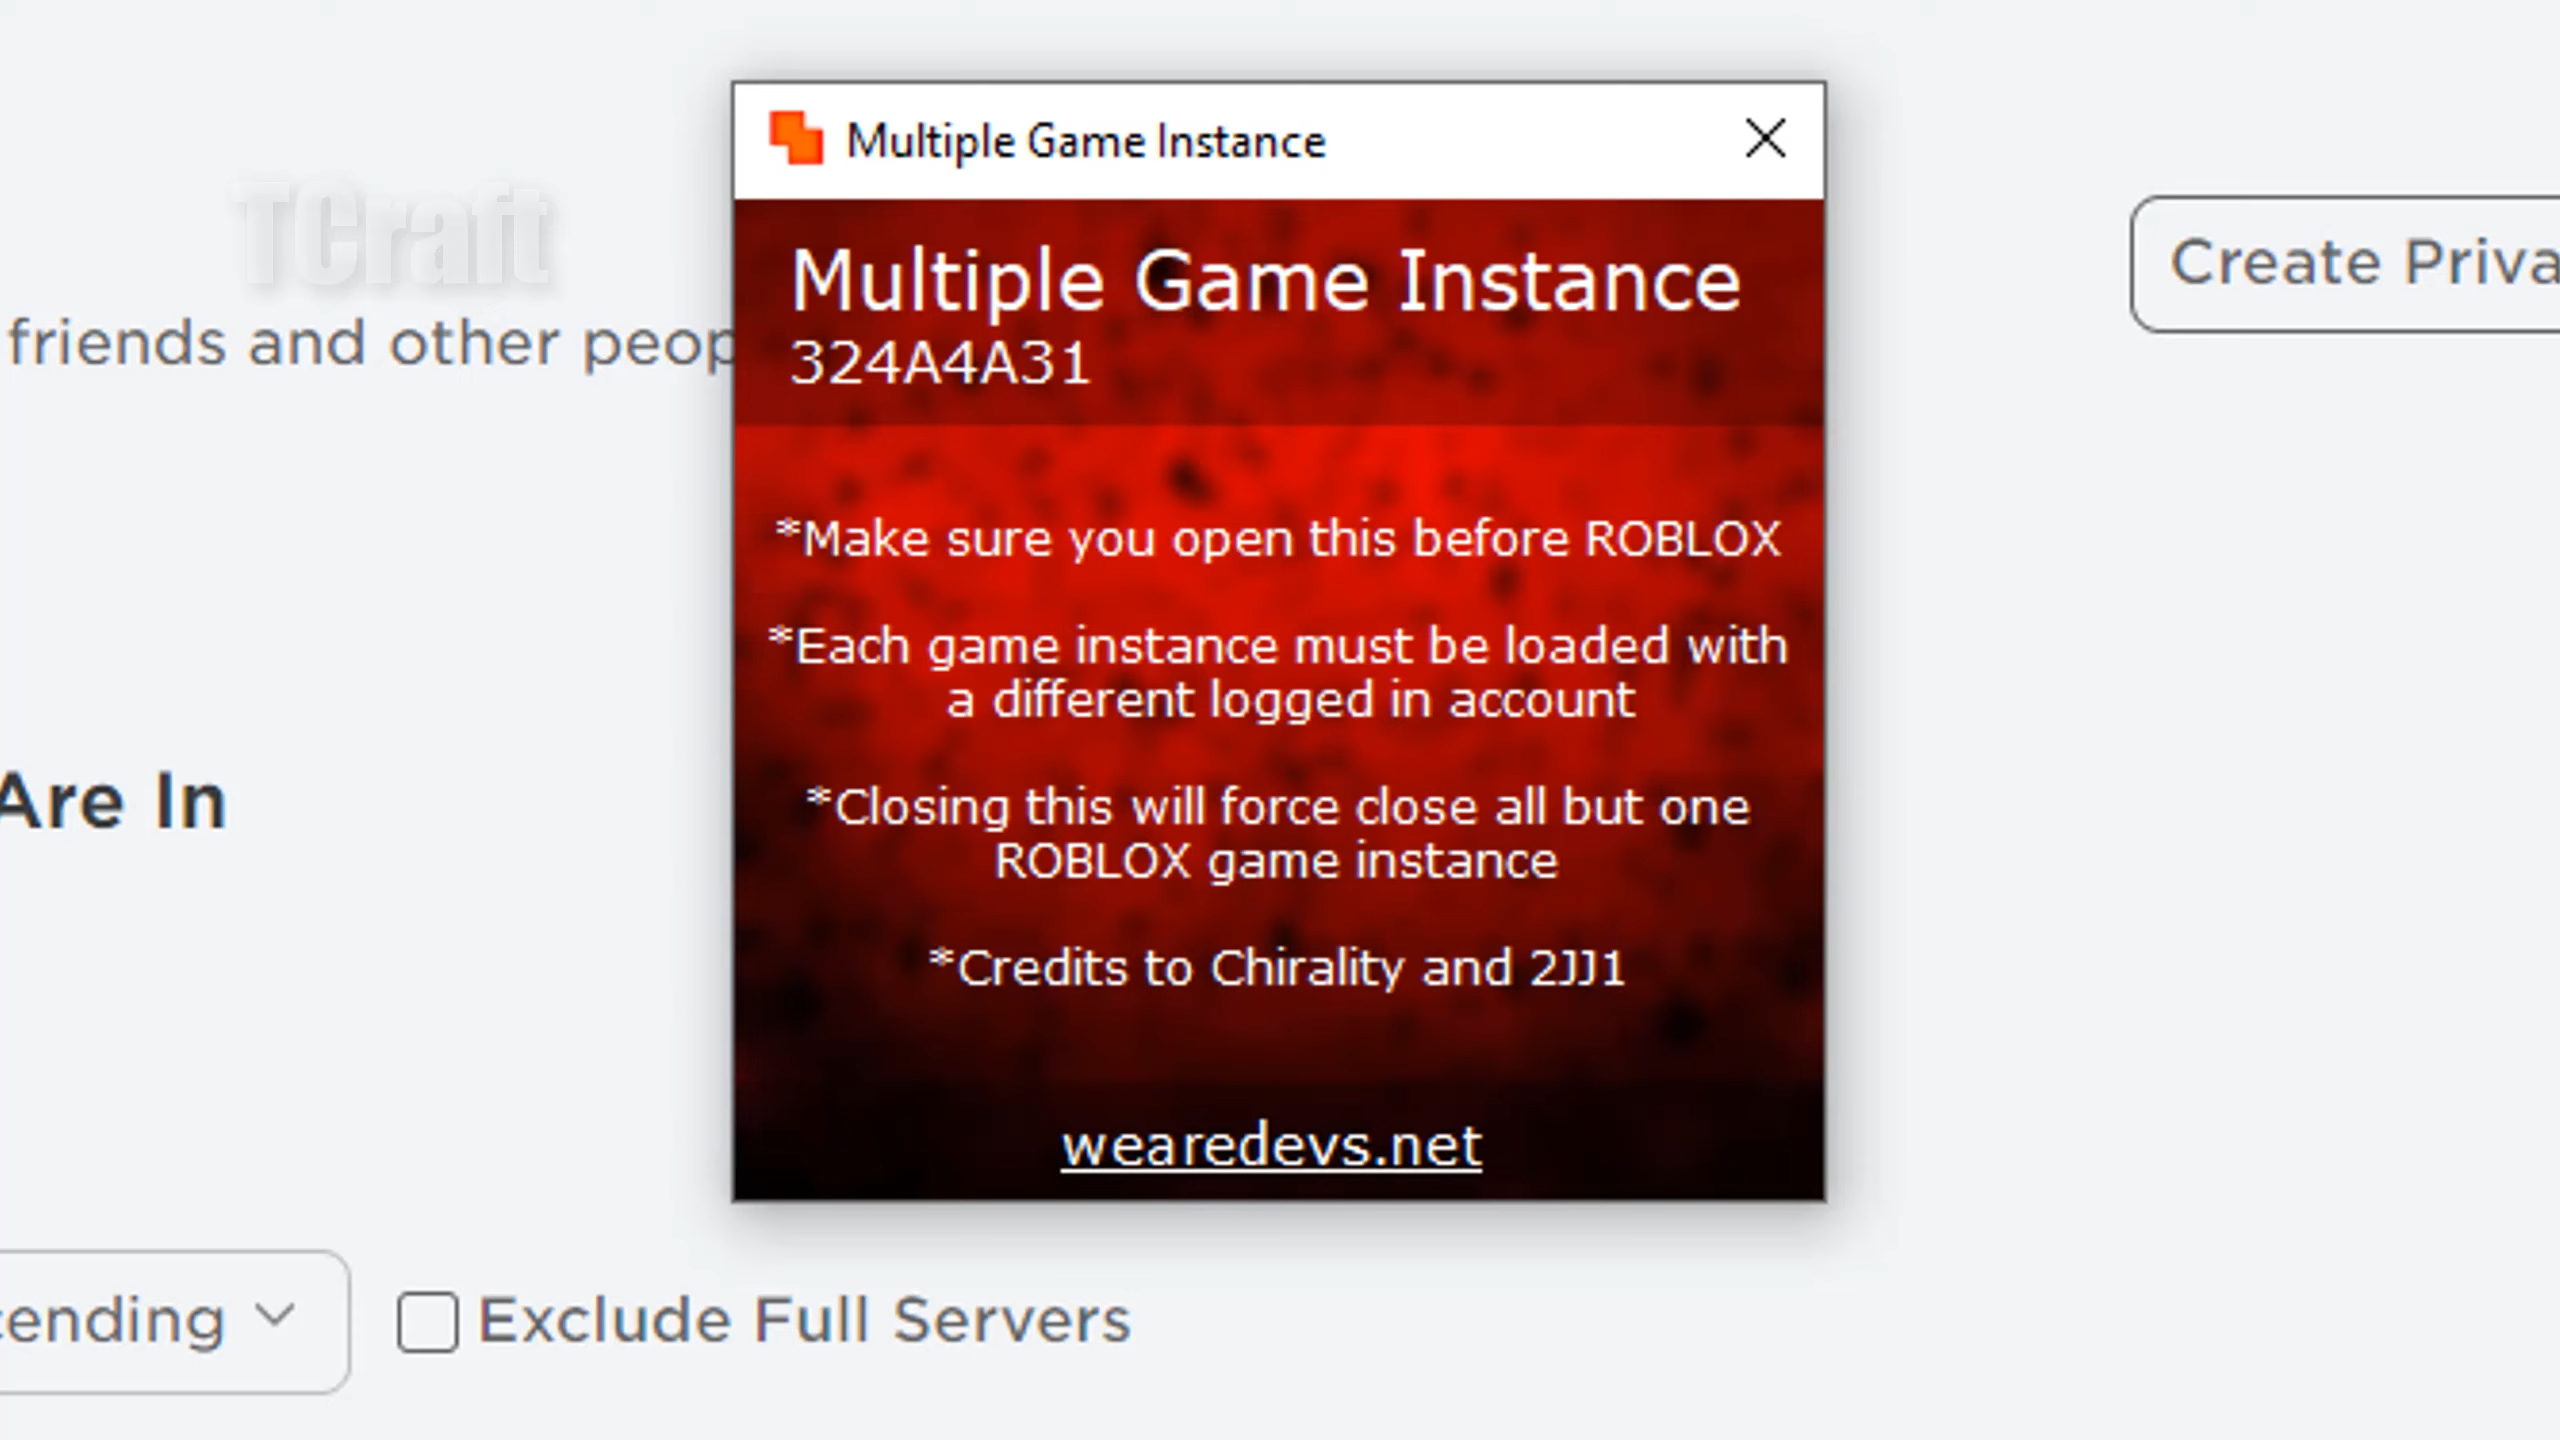 Multiple Game Instance
TCraft
Create Priva
friends and other peop
Multiple Game Instance
324A4A31
*Make sure you open this before ROBLOX
*Each game instance must be loaded with
a different logged in account
Are In
*Closing this will force close all but one
ROBLOX game instance
*Credits to Chirality and 2JJ1
wearedevs.net
cending
Exclude Full Servers